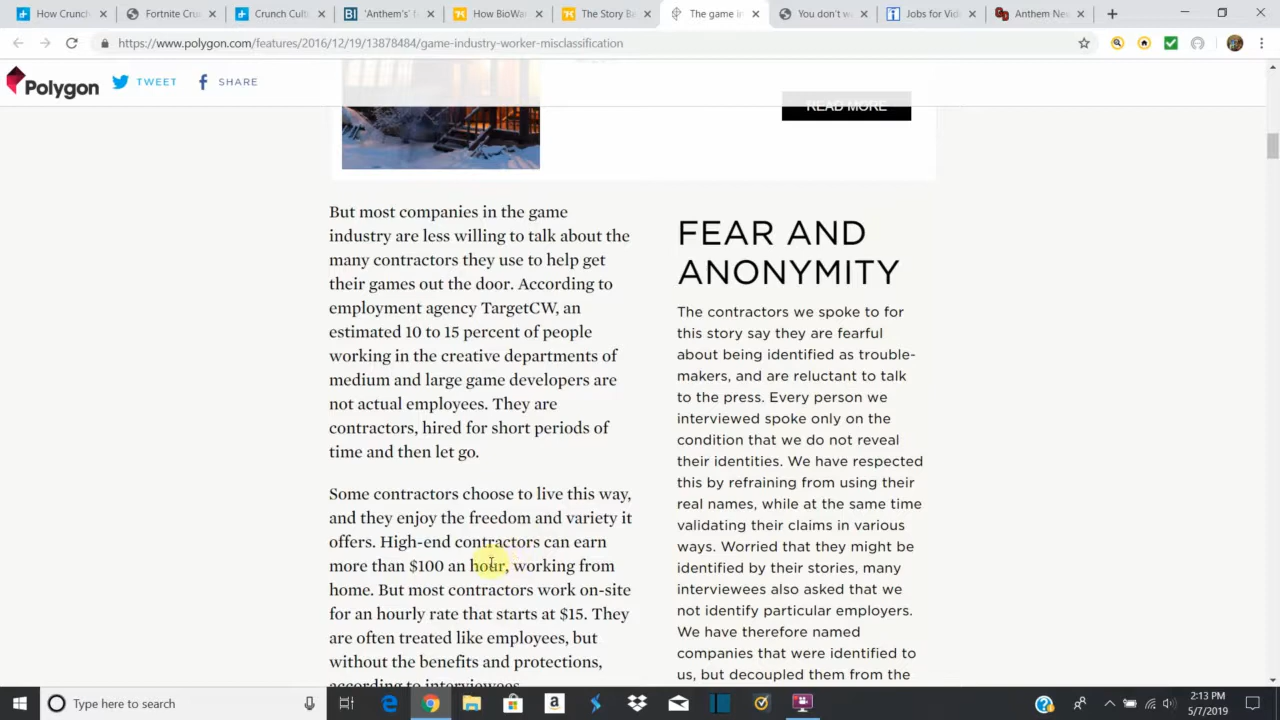 How Crunch
Fortnite Crun
Crunch Cultu
'Anthem's' f
How BioWa
The Story Be
The game in
You don't w
Jobs for Vide
Anthem Ne
https://www.polygon.com/features/2016/12/19/13878484/game-industry-worker-misclassification
Polygon
TWEET
SHARE
READ MORE
But most companies in the game
industry are less willing to talk about the
many contractors they use to help get
their games out the door. According to
employment agency TargetCW, an
estimated 10 to 15 percent of people
working in the creative departments of
medium and large game developers are
not actual employees. They are
contractors, hired for short periods of
time and then let go.
Some contractors choose to live this way,
and they enjoy the freedom and variety it
offers. High-end contractors can earn
more than $100 an hour, working from
home. But most contractors work on-site
for an hourly rate that starts at $15. They
are often treated like employees, but
without the benefits and protections,
according to interviewees.
FEAR AND
ANONYMITY
The contractors we spoke to for
this story say they are fearful
about being identified as trouble-
makers, and are reluctant to talk
to the press. Every person we
interviewed spoke only on the
condition that we do not reveal
their identities. We have respected
this by refraining from using their
real names, while at the same time
validating their claims in various
ways. Worried that they might be
identified by their stories, many
interviewees also asked that we
not identify particular employers.
We have therefore named
companies that were identified to
us, but decoupled them from the
Type here to search
2:13 PM
5/7/2019